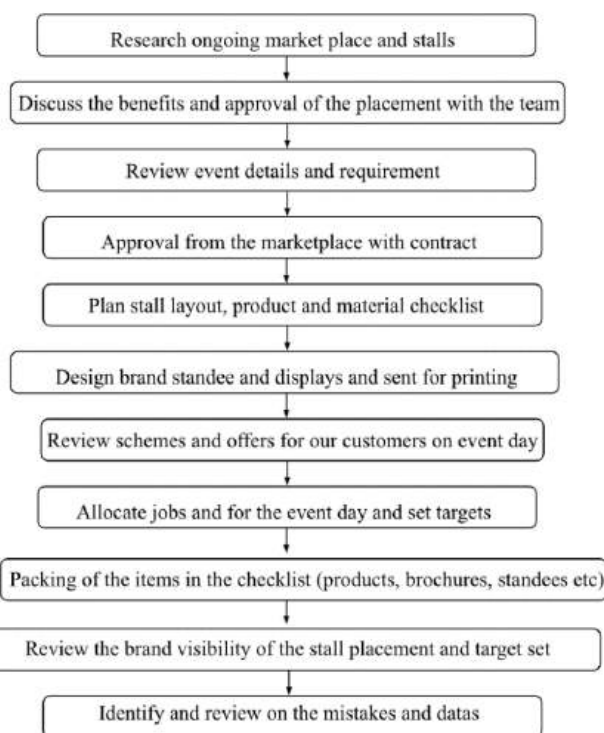 Research ongoing market place and stalls
Discuss the benefits and approval of the placement with the team
Review event details and requirement
Approval from the marketplace with contract
Plan stall layout, product and material checklist
Design brand standee and displays and sent for printing
Review schemes and offers for our customers on event day
Allocate jobs and for the event day and set targets
Packing of the items in the checklist (products, brochures, standees etc)
Review the brand visibility of the stall placement and target set
Identify and review on the mistakes and datas